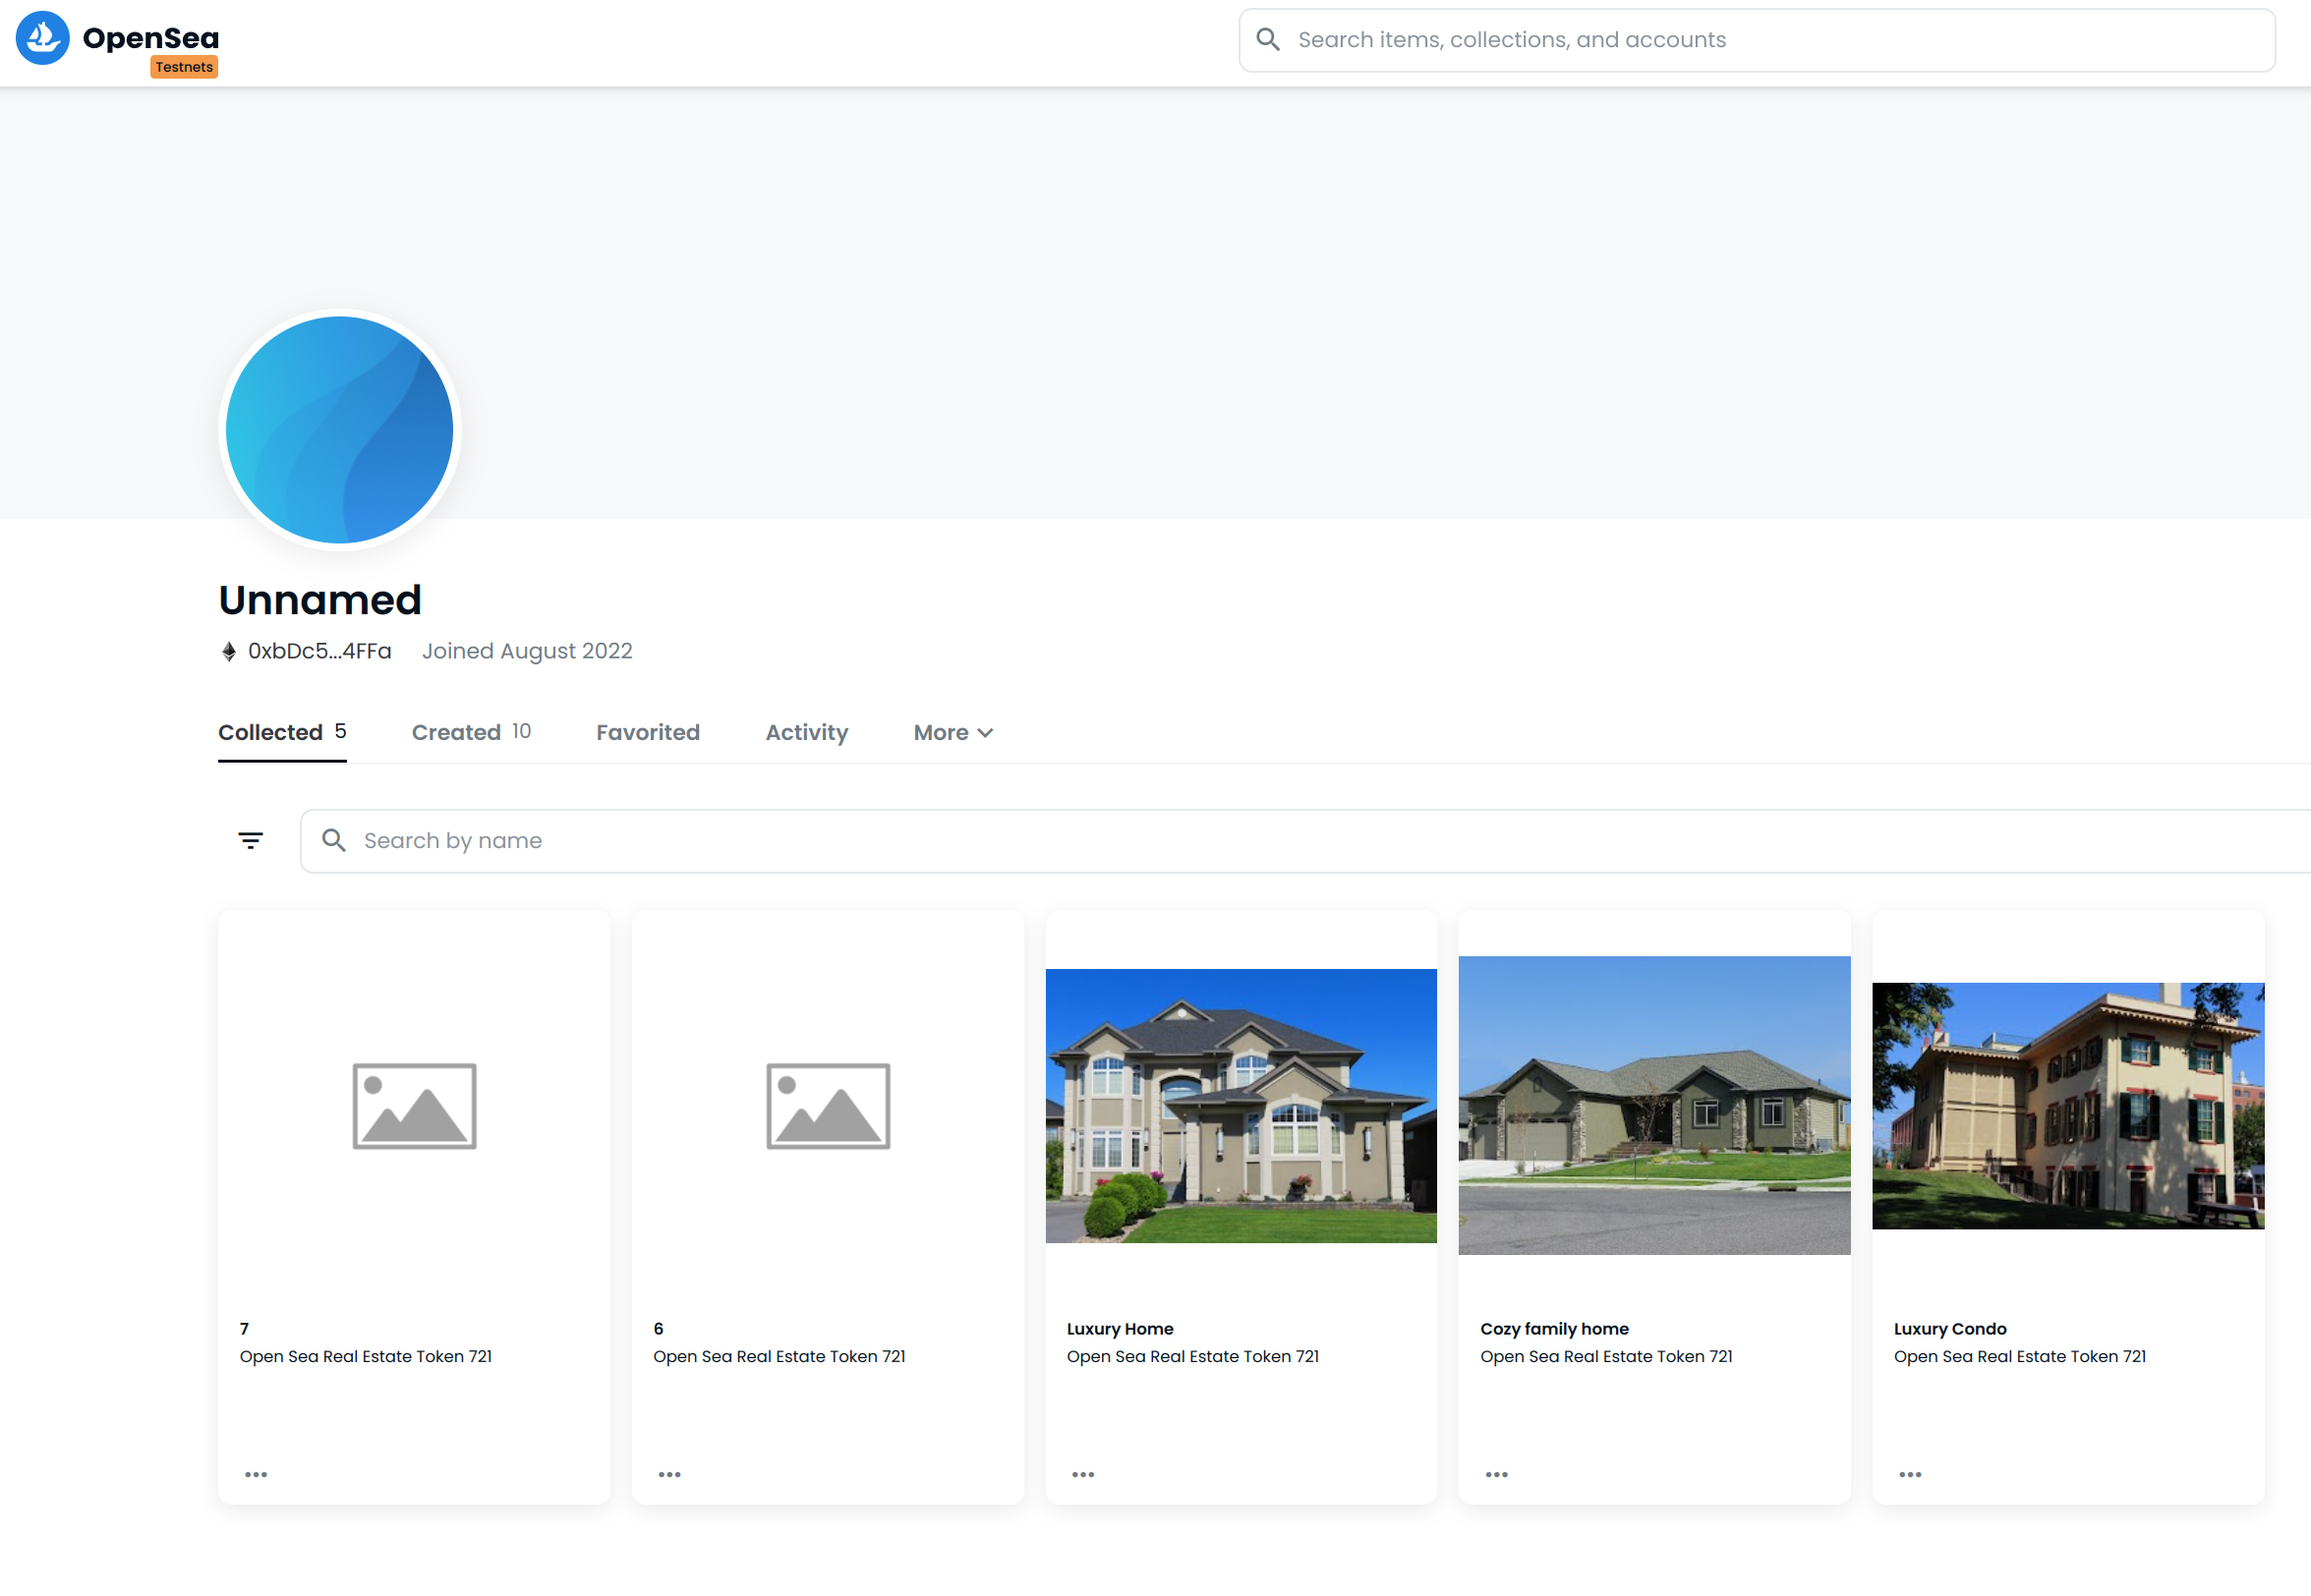 OpenSea
Testnets
Search items, collections, and accounts
Unnamed
0xbDc5...4FFa Joined August 2022
Collected 5 Created 10 Favorited Activity More
Search by name
7
Open Sea Real Estate Token 721
6
Open Sea Real Estate Token 721
Luxury Home
Open Sea Real Estate Token 721
Cozy family home
Open Sea Real Estate Token 721
Luxury Condo
Open Sea Real Estate Token 721